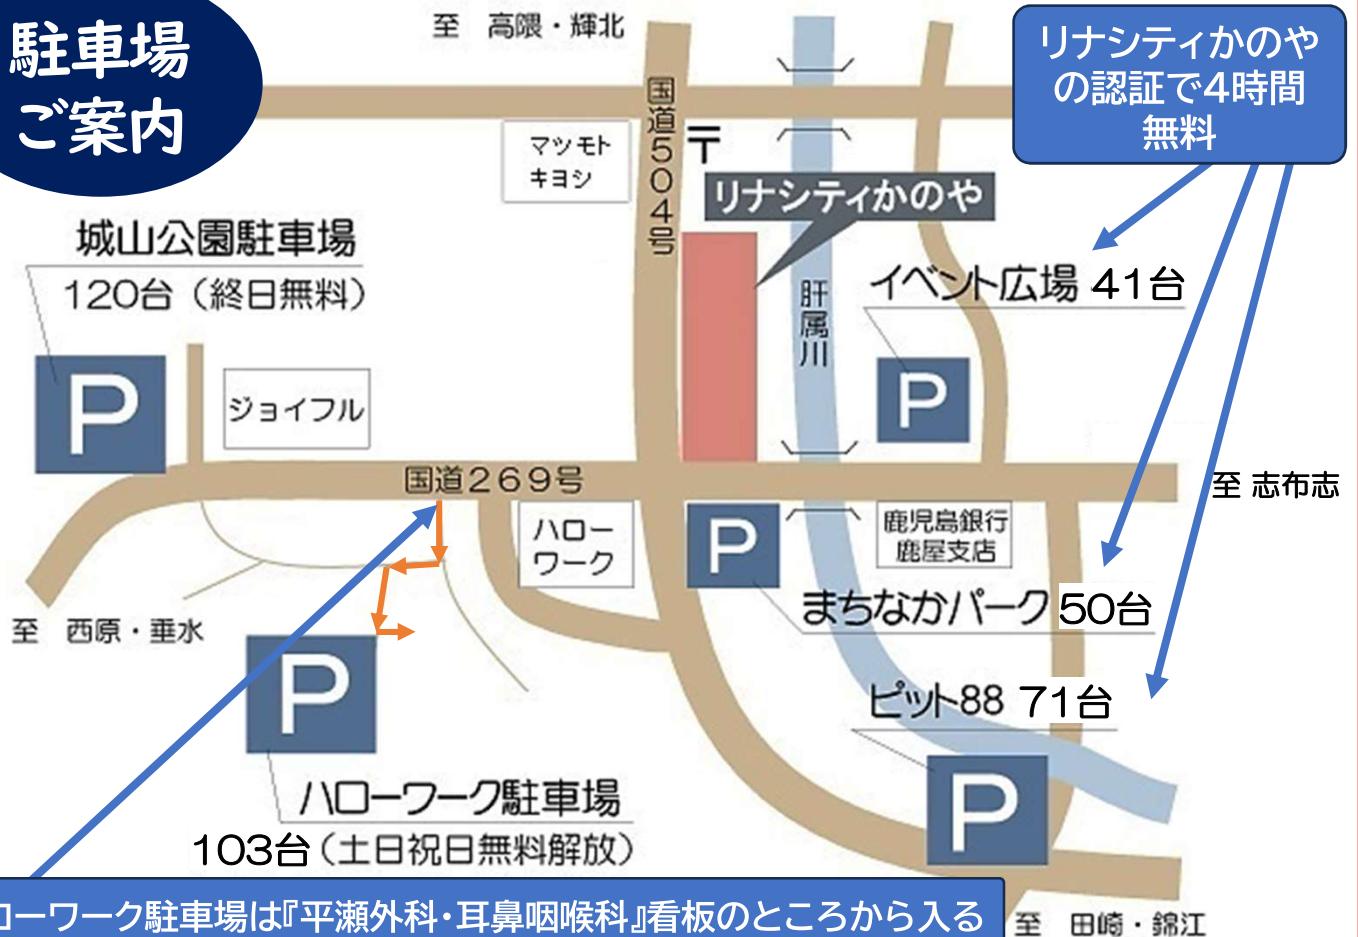 駐車場
ご案内
至 高隈・輝北
リナシティかのや
の認証で4時間
無料
国道504号
〒
マツモト
キヨシ
リナシティかのや
城山公園駐車場
120台（終日無料）
イベント広場 41台
肝属川
P
P
ジョイフル
国道269号
至 志布志
ハロー
ワーク
P
鹿児島銀行
鹿屋支店
まちなかパーク 50台
至 西原・垂水
P
ピット88 71台
P
ハローワーク駐車場
103台（土日祝日無料解放）
ローワーク駐車場は『平瀬外科・耳鼻咽喉科』看板のところから入る
至 田崎・錦江